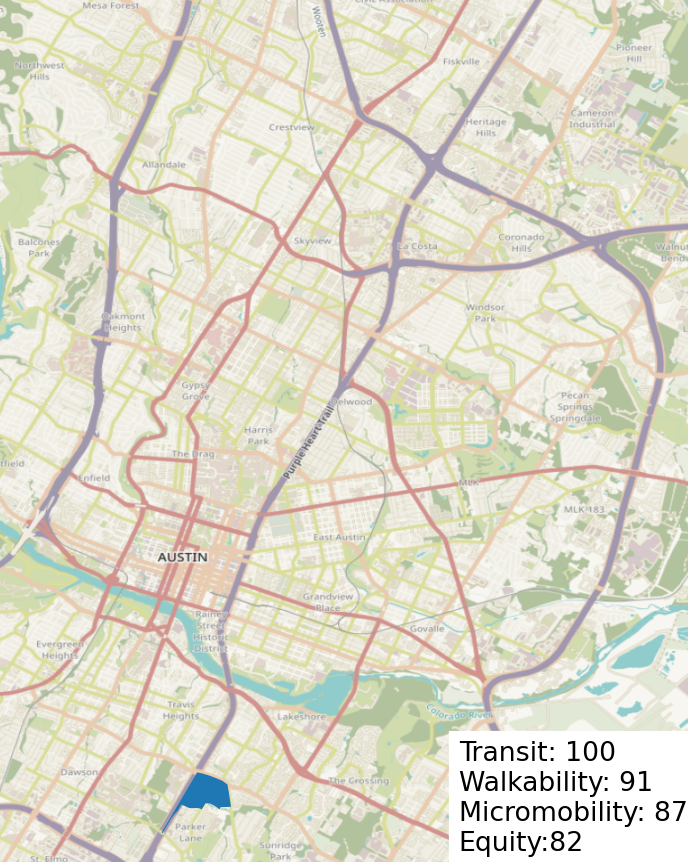 Mesa Forest
Civic Association
Wooten
Pioneer
Hill
Fiskville
Northwest
Hills
Cameron
Industrial
Heritage
Hills
Crestview
Allandale
Balcones
Park
Skyview
La Costa
Coronado
Hills
Walnut
Bend
Oakmont
Heights
Windsor
Park
Gypsy
Grove
Delwood
Pecan
Springs
Springdale
Harris
Park
Purple Heart Trail
The Drag
tfield
Enfield
MLK
MLK 183
AUSTIN
East Austin
Grandview
Place
Rainey
Street
Historic
District
Govalle
Evergreen
Heights
Travis
Heights
Lakeshore
Colorado River
Dawson
The Crossing
Parker
Lane
Sunridge
Park
St. Elmo
Transit: 100
Walkability: 91
Micromobility: 87
Equity:82